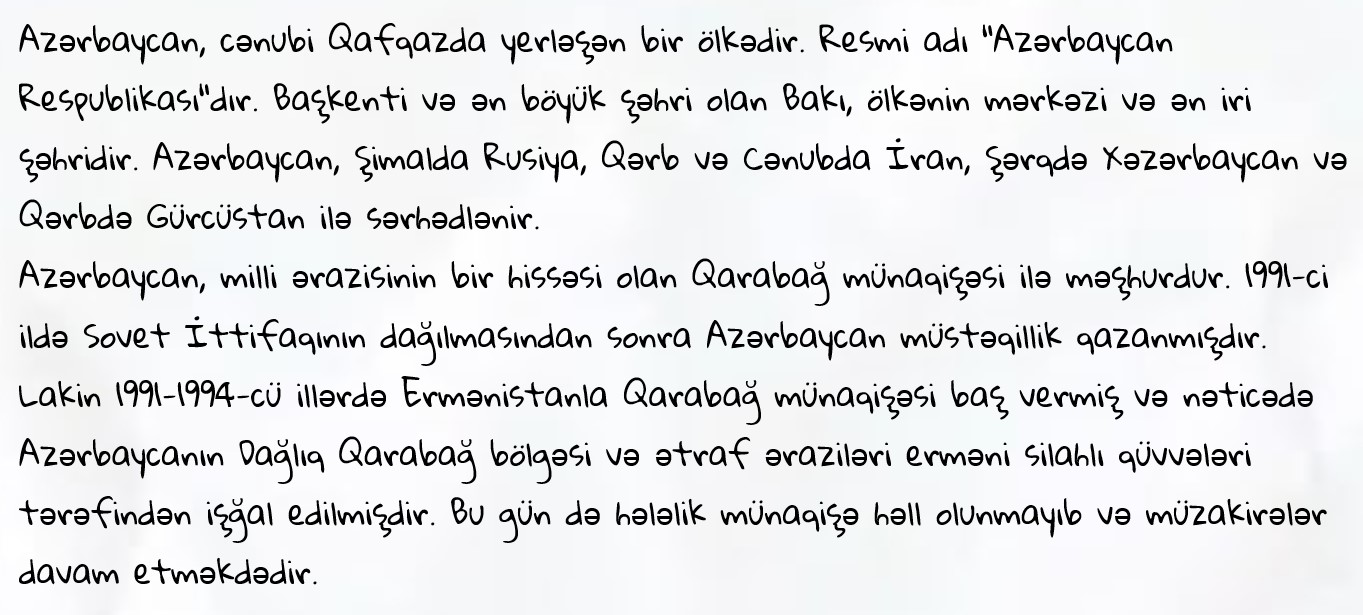 Azərbaycan, cənubi Qafqazda yerləşən bir ölkədir. Resmi adı "Azərbaycan
Respublikası"dır. Başkenti və ən böyük şəhri olan Bakı, ölkənin mərkəzi və ən iri
şəhridir. Azərbaycan, Şimalda Rusiya, Qərb və Cənubda İran, Şərqdə Xəzərbaycan və
Qərbdə Gürcüstan ilə sərhədlənir.
Azərbaycan, milli ərazisinin bir hissəsi olan Qarabağ münaqişəsi ilə məşhurdur. 1991-ci
ildə Sovet İttifaqının dağılmasından sonra Azərbaycan müstəqillik qazanmışdır.
Lakin 1991-1994-cü illərdə Ermənistanla Qarabağ münaqişəsi baş vermiş və nəticədə
Azərbaycanın Dağlıq Qarabağ bölgəsi və ətraf əraziləri erməni silahlı qüvvələri
tərəfindən işğal edilmişdir. Bu gün də hələlik münaqişə həll olunmayıb və müzakirələr
davam etməkdədir.